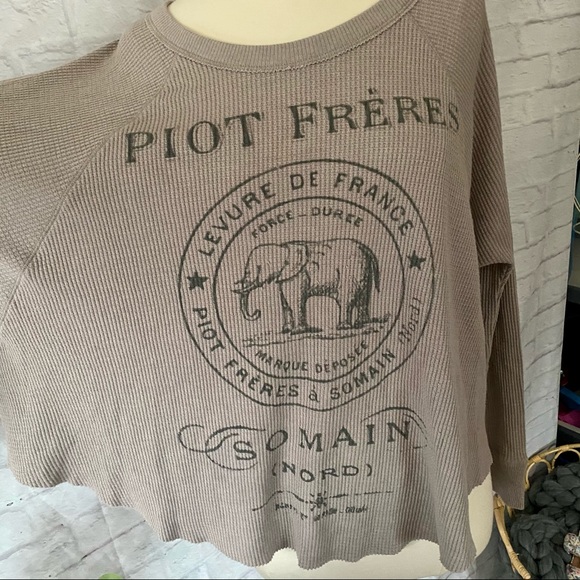 PIOT FRÈRES
LEVURE DE FRANCE
FORCE - DURÉE
MARQUE DÉPOSÉE
PIOT FRÈRES à SOMAIN (Nord)
SOMAIN
(NORD)